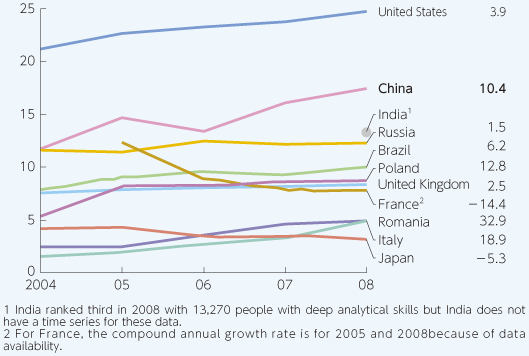 25
20
15
10
5
0
2004 05 06 07 08
United States 3.9
China 10.4
India1
Russia 1.5
Brazil 6.2
Poland 12.8
United Kingdom 2.5
France2 −14.4
Romania 32.9
Italy 18.9
Japan −5.3
1 India ranked third in 2008 with 13,270 people with deep analytical skills but India does not
have a time series for these data.
2 For France, the compound annual growth rate is for 2005 and 2008because of data
availability.